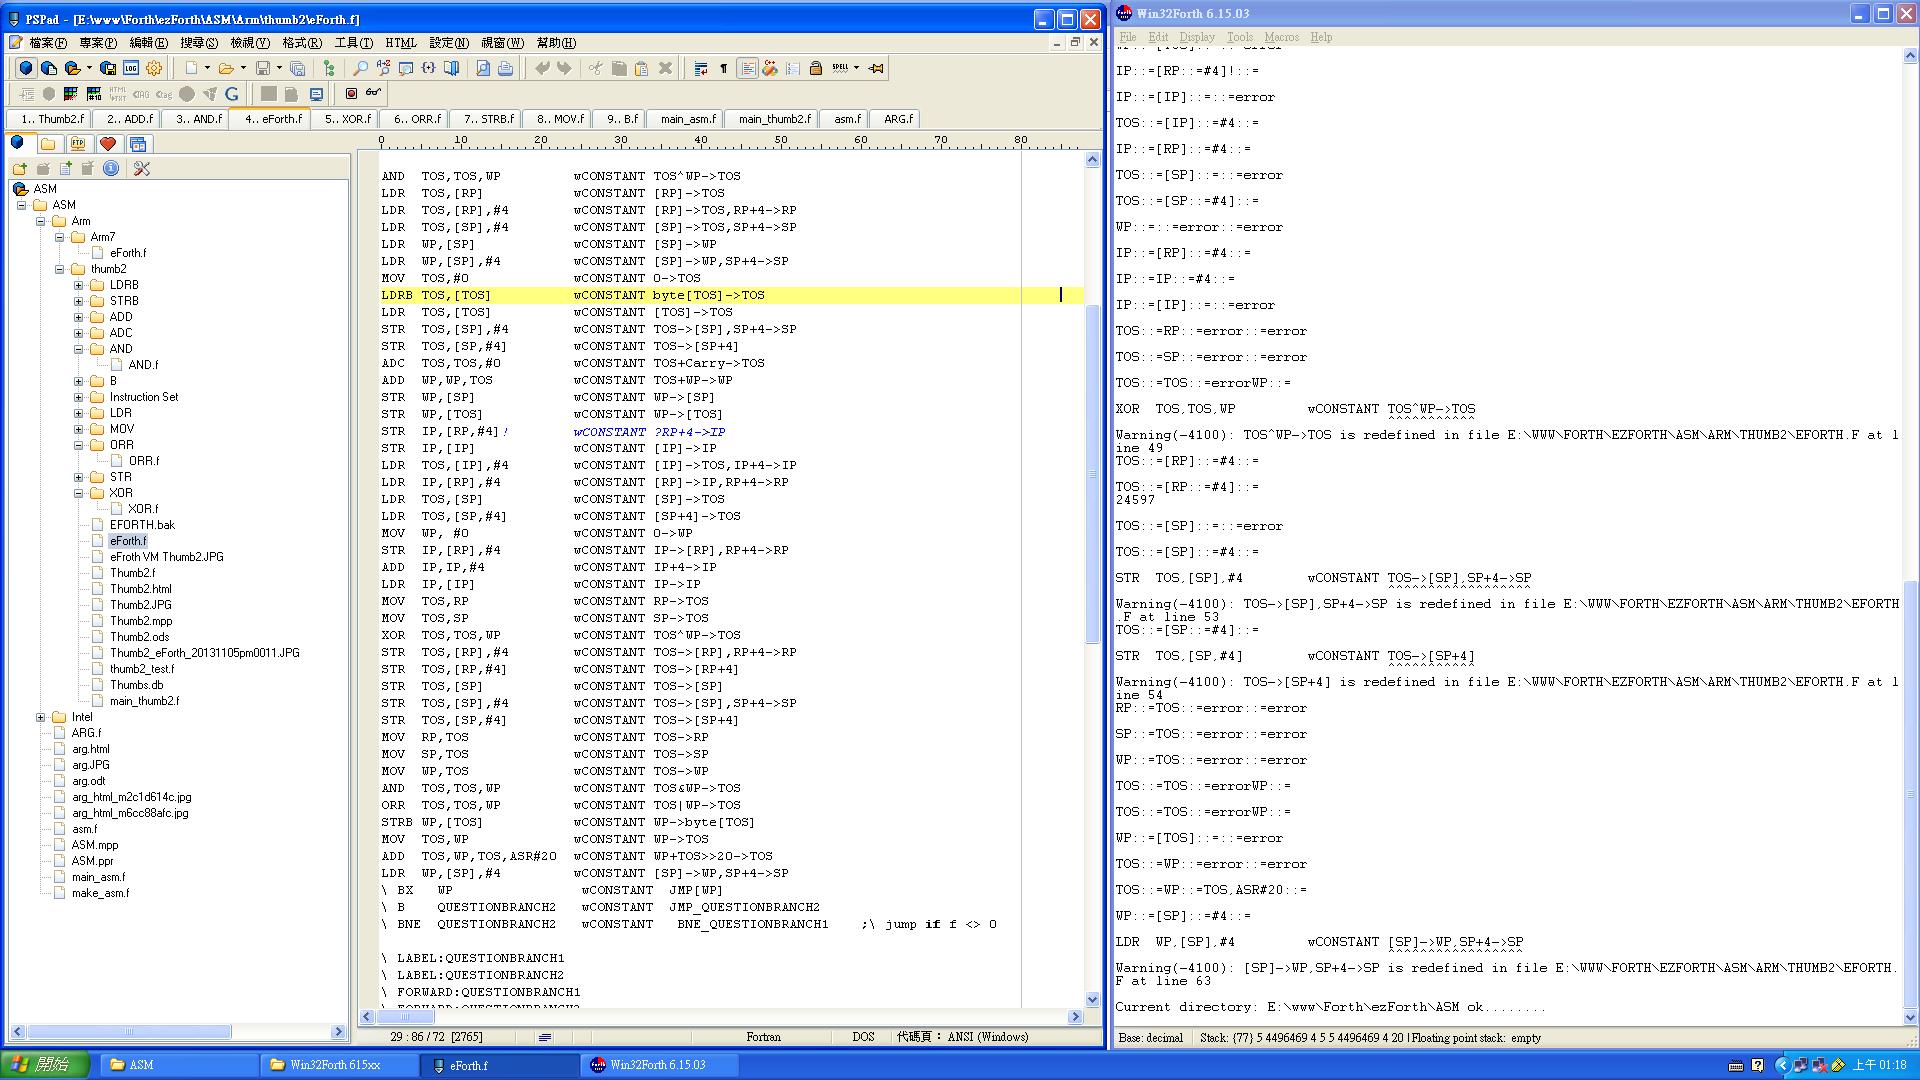 PSPad - [E:\www\Forth\ezForth\ASM\Arm\thumb2\eForth.f]
檔案(F) 專案(P) 編輯(E) 搜尋(S) 檢視(V) 格式(R) 工具(T) HTML 設定(N) 視窗(W) 幫助(H)
1.. Thumb2.f 2.. ADD.f 3.. AND.f 4.. eForth.f 5.. XOR.f 6.. ORR.f 7.. STRB.f 8.. MOV.f 9.. B.f main_asm.f main_thumb2.f asm.f ARG.f
0 10 20 30 40 50 60 70 80
ASM
ASM
Arm
Arm7
eForth.f
thumb2
LDRB
STRB
ADD
ADC
AND
AND.f
B
Instruction Set
LDR
MOV
ORR
ORR.f
STR
XOR
XOR.f
EFORTH.bak
eForth.f
eFroth VM Thumb2.JPG
Thumb2.f
Thumb2.html
Thumb2.JPG
Thumb2.mpp
Thumb2.ods
Thumb2_eForth_20131105pm0011.JPG
thumb2_test.f
Thumbs.db
main_thumb2.f
Intel
ARG.f
arg.html
arg.JPG
arg.odt
arg_html_m2c1d614c.jpg
arg_html_m6cc88afc.jpg
asm.f
ASM.mpp
ASM.ppr
main_asm.f
make_asm.f
AND TOS,TOS,WP wCONSTANT TOS^WP->TOS
LDR TOS,[RP] wCONSTANT [RP]->TOS
LDR TOS,[RP],#4 wCONSTANT [RP]->TOS,RP+4->RP
LDR TOS,[SP],#4 wCONSTANT [SP]->TOS,SP+4->SP
LDR WP,[SP] wCONSTANT [SP]->WP
LDR WP,[SP],#4 wCONSTANT [SP]->WP,SP+4->SP
MOV TOS,#0 wCONSTANT 0->TOS
LDRB TOS,[TOS] wCONSTANT byte[TOS]->TOS
LDR TOS,[TOS] wCONSTANT [TOS]->TOS
STR TOS,[SP],#4 wCONSTANT TOS->[SP],SP+4->SP
STR TOS,[SP,#4] wCONSTANT TOS->[SP+4]
ADC TOS,TOS,#0 wCONSTANT TOS+Carry->TOS
ADD WP,WP,TOS wCONSTANT TOS+WP->WP
STR WP,[SP] wCONSTANT WP->[SP]
STR WP,[TOS] wCONSTANT WP->[TOS]
STR IP,[RP,#4]! wCONSTANT ?RP+4->IP
STR IP,[IP] wCONSTANT [IP]->IP
LDR TOS,[IP],#4 wCONSTANT [IP]->TOS,IP+4->IP
LDR IP,[RP],#4 wCONSTANT [RP]->IP,RP+4->RP
LDR TOS,[SP] wCONSTANT [SP]->TOS
LDR TOS,[SP,#4] wCONSTANT [SP+4]->TOS
MOV WP, #0 wCONSTANT 0->WP
STR IP,[RP],#4 wCONSTANT IP->[RP],RP+4->RP
ADD IP,IP,#4 wCONSTANT IP+4->IP
LDR IP,[IP] wCONSTANT IP->IP
MOV TOS,RP wCONSTANT RP->TOS
MOV TOS,SP wCONSTANT SP->TOS
XOR TOS,TOS,WP wCONSTANT TOS^WP->TOS
STR TOS,[RP],#4 wCONSTANT TOS->[RP],RP+4->RP
STR TOS,[RP,#4] wCONSTANT TOS->[RP+4]
STR TOS,[SP] wCONSTANT TOS->[SP]
STR TOS,[SP],#4 wCONSTANT TOS->[SP],SP+4->SP
STR TOS,[SP,#4] wCONSTANT TOS->[SP+4]
MOV RP,TOS wCONSTANT TOS->RP
MOV SP,TOS wCONSTANT TOS->SP
MOV WP,TOS wCONSTANT TOS->WP
AND TOS,TOS,WP wCONSTANT TOS&WP->TOS
ORR TOS,TOS,WP wCONSTANT TOS|WP->TOS
STRB WP,[TOS] wCONSTANT WP->byte[TOS]
MOV TOS,WP wCONSTANT WP->TOS
ADD TOS,WP,TOS,ASR#20 wCONSTANT WP+TOS>>20->TOS
LDR WP,[SP],#4 wCONSTANT [SP]->WP,SP+4->SP
\ BX WP wCONSTANT JMP[WP]
\ B QUESTIONBRANCH2 wCONSTANT JMP_QUESTIONBRANCH2
\ BNE QUESTIONBRANCH2 wCONSTANT BNE_QUESTIONBRANCH1 ;\ jump if f <> 0
\ LABEL:QUESTIONBRANCH1
\ LABEL:QUESTIONBRANCH2
\ FORWARD:QUESTIONBRANCH1
29 : 86 / 72 [2765] Fortran DOS 代碼頁： ANSI (Windows)
Win32Forth 6.15.03
File Edit Display Tools Macros Help
IP::=[RP::=#4]!::=
IP::=[IP]::=::=error
TOS::=[IP]::=#4::=
IP::=[RP]::=#4::=
TOS::=[SP]::=::=error
TOS::=[SP]::=#4::=
WP::=::=error::=error
IP::=[RP]::=#4::=
IP::=IP::=#4::=
IP::=[IP]::=::=error
TOS::=RP::=error::=error
TOS::=SP::=error::=error
TOS::=TOS::=errorWP::=
XOR TOS,TOS,WP wCONSTANT TOS^WP->TOS
^^^^^^^^^^^
Warning(-4100): TOS^WP->TOS is redefined in file E:\WWW\FORTH\EZFORTH\ASM\ARM\THUMB2\EFORTH.F at l
ine 49
TOS::=[RP]::=#4::=
TOS::=[RP::=#4]::=
24597
TOS::=[SP]::=::=error
TOS::=[SP]::=#4::=
STR TOS,[SP],#4 wCONSTANT TOS->[SP],SP+4->SP
^^^^^^^^^^^^^^^^^^
Warning(-4100): TOS->[SP],SP+4->SP is redefined in file E:\WWW\FORTH\EZFORTH\ASM\ARM\THUMB2\EFORTH
.F at line 53
TOS::=[SP::=#4]::=
STR TOS,[SP,#4] wCONSTANT TOS->[SP+4]
^^^^^^^^^^^
Warning(-4100): TOS->[SP+4] is redefined in file E:\WWW\FORTH\EZFORTH\ASM\ARM\THUMB2\EFORTH.F at l
ine 54
RP::=TOS::=error::=error
SP::=TOS::=error::=error
WP::=TOS::=error::=error
TOS::=TOS::=errorWP::=
TOS::=TOS::=errorWP::=
WP::=[TOS]::=::=error
TOS::=WP::=error::=error
TOS::=WP::=TOS,ASR#20::=
WP::=[SP]::=#4::=
LDR WP,[SP],#4 wCONSTANT [SP]->WP,SP+4->SP
^^^^^^^^^^^^^^^^^
Warning(-4100): [SP]->WP,SP+4->SP is redefined in file E:\WWW\FORTH\EZFORTH\ASM\ARM\THUMB2\EFORTH.
F at line 63
Current directory: E:\www\Forth\ezForth\ASM ok........
Base: decimal Stack: {77} 5 4496469 4 5 5 4496469 4 20 Floating point stack: empty
開始 ASM Win32Forth 615xx eForth.f Win32Forth 6.15.03 上午 01:18